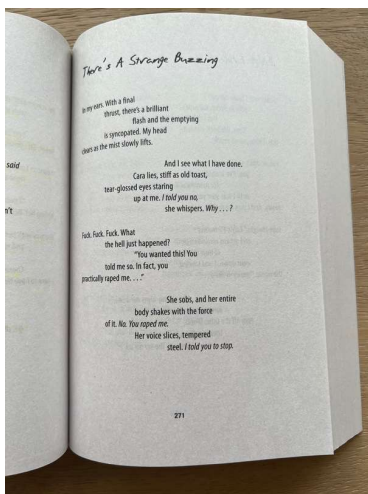 said
n't
There's A Strange Buzzing
In my ears. With a final
thrust, there's a brilliant
flash and the emptying
is syncopated. My head
clears as the mist slowly lifts.
And I see what I have done.
Cara lies, stiff as old toast,
tear-glossed eyes staring
up at me. I told you no,
she whispers. Why . . . ?
Fuck. Fuck. Fuck. What
the hell just happened?
"You wanted this! You
told me so. In fact, you
practically raped me. . . ."
She sobs, and her entire
body shakes with the force
of it. No. You raped me.
Her voice slices, tempered
steel. I told you to stop.
271